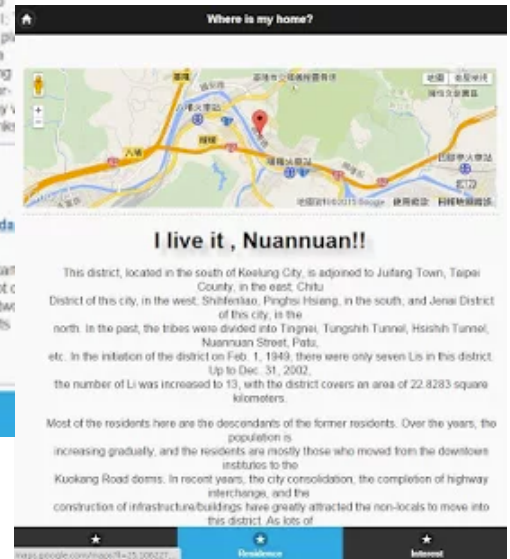 Where is my home?
I live it , Nuannuan!!
This district, located in the south of Keelung City, is adjoined to Juifang Town, Taipei
County, in the east, Chitu
District of this city, in the west, Shihfenliao, Pinghsi Hsiang, in the south, and Jenai District
of this city, in the
north. In the past, the tribes were divided into Tingnei, Tungshih Tunnel, Hsishih Tunnel,
Nuannuan Street, Patu,
etc. In the initiation of the district on Feb. 1, 1949, there were only seven Lis in this district.
Up to Dec. 31, 2002,
the number of Li was increased to 13, with the district covers an area of 22.8283 square
kilometers.
Most of the residents here are the descendants of the former residents. Over the years, the
population is
increasing gradually, and the residents are mostly those who moved from the downtown
institutes to the
Kuokang Road dorms. In recent years, the city consolidation, the completion of highway
interchange, and the
construction of infrastructure/buildings have greatly attracted the non-locals to move into
this district. As lots of
Residence
Interest